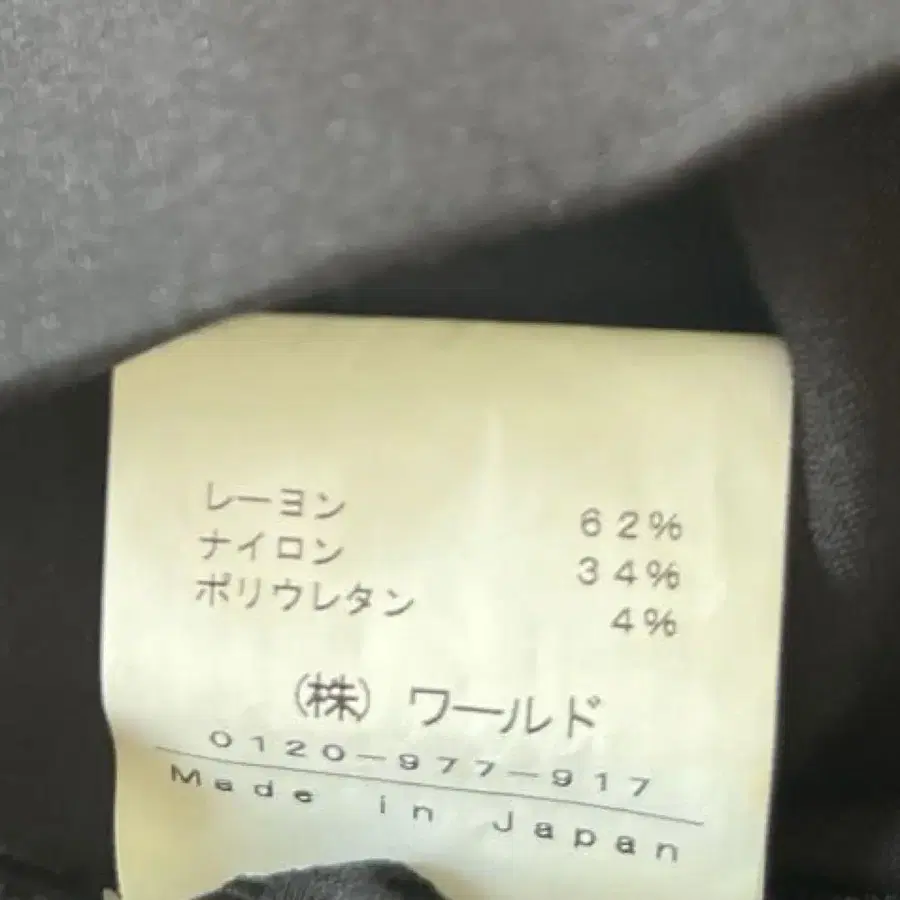 レーヨン 62%
ナイロン 34%
ポリウレタン 4%
(株) ワールド
0120-977-917
Made in Japan